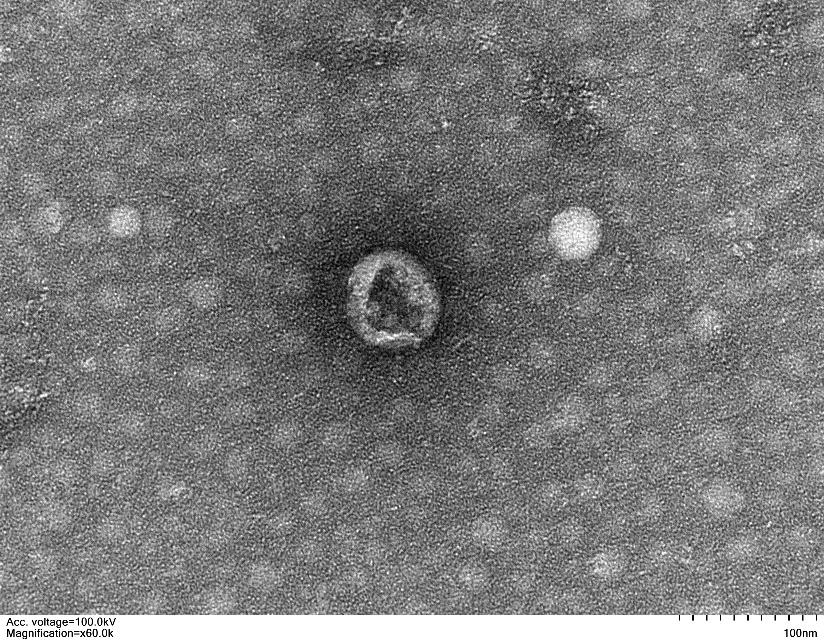 Acc. voltage=100.0kV
Magnification=x60.0k
100nm